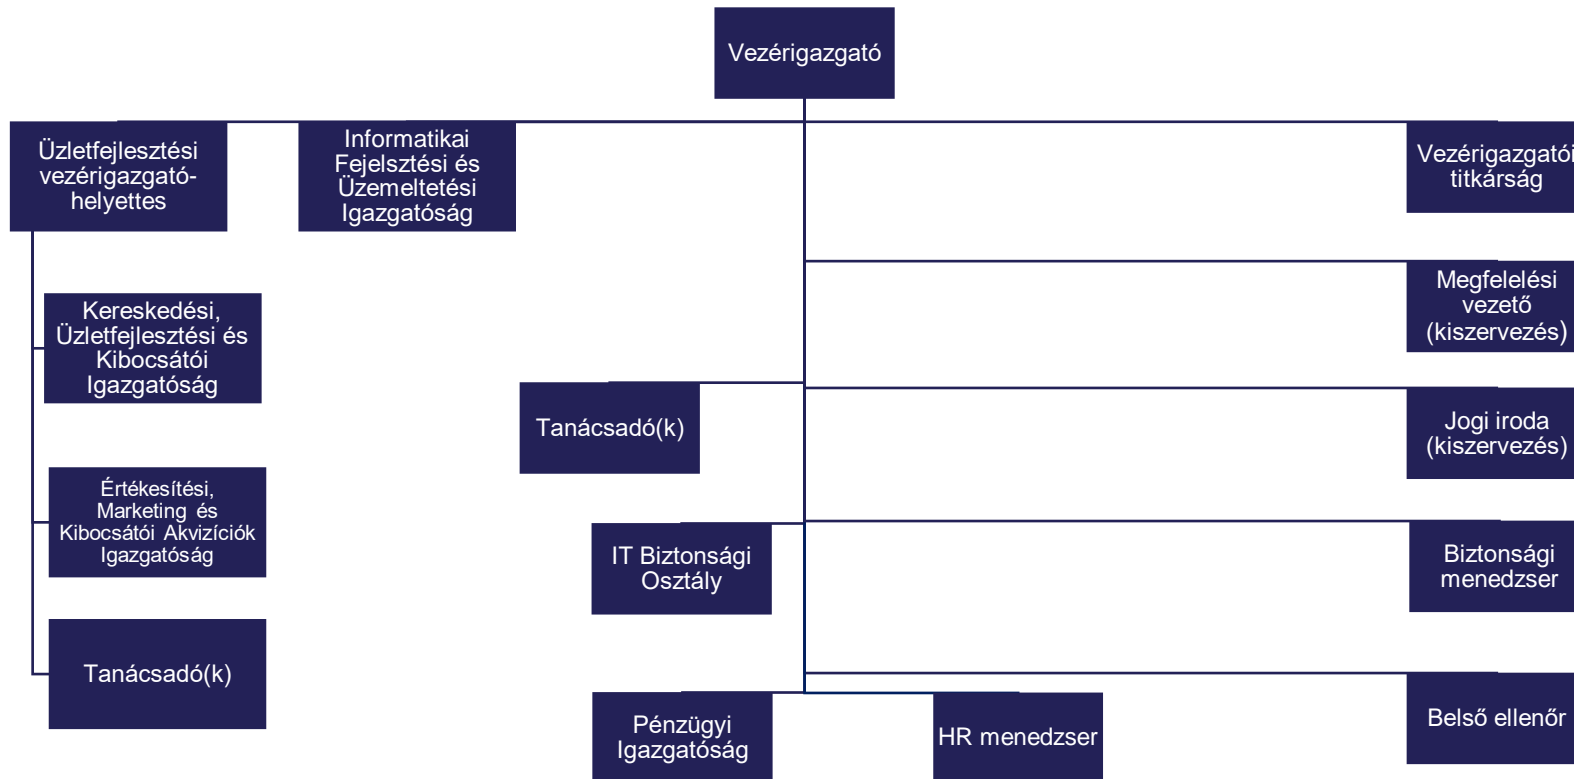 Vezérigazgató
Üzletfejlesztési
vezérigazgató-
helyettes
Informatikai
Fejelsztési és
Üzemeltetési
Igazgatóság
Vezérigazgatói
titkárság
Kereskedési,
Üzletfejlesztési és
Kibocsátói
Igazgatóság
Megfelelési
vezető
(kiszervezés)
Tanácsadó(k)
Jogi iroda
(kiszervezés)
Értékesítési,
Marketing és
Kibocsátói Akvizíciók
Igazgatóság
IT Biztonsági
Osztály
Biztonsági
menedzser
Tanácsadó(k)
Pénzügyi
Igazgatóság
HR menedzser
Belső ellenőr